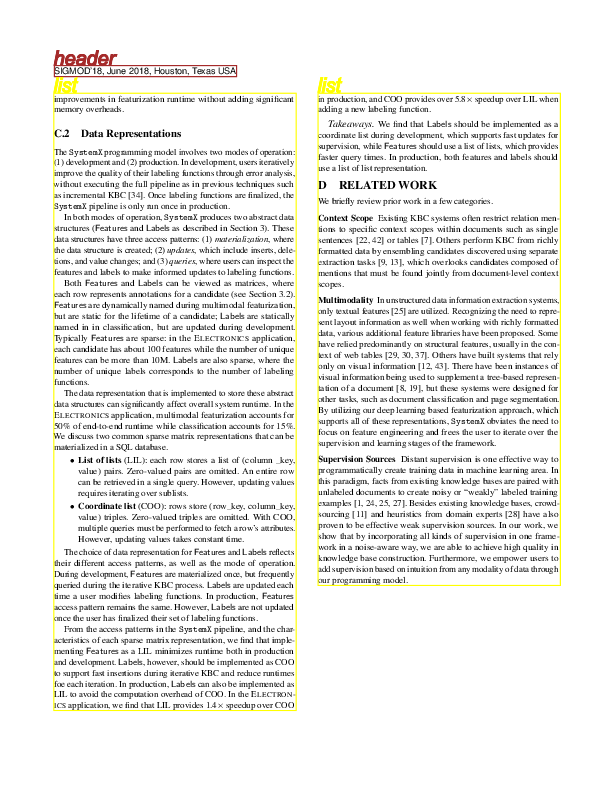 header
SIGMOD'18, June 2018, Houston, Texas USA
list
improvements in featurization runtime without adding significant
memory overheads.
C.2 Data Representations
The SystemX programming model involves two modes of operation:
(1) development and (2) production. In development, users iteratively
improve the quality of their labeling functions through error analysis,
without executing the full pipeline as in previous techniques such
as incremental KBC [34]. Once labeling functions are finalized, the
SystemX pipeline is only run once in production.
In both modes of operation, SystemX produces two abstract data
structures (Features and Labels as described in Section 3). These
data structures have three access patterns: (1) materialization, where
the data structure is created; (2) updates, which include inserts, dele-
tions, and value changes; and (3) queries, where users can inspect the
features and labels to make informed updates to labeling functions.
Both Features and Labels can be viewed as matrices, where
each row represents annotations for a candidate (see Section 3.2).
Features are dynamically named during multimodal featurization,
but are static for the lifetime of a candidate; Labels are statically
named in in classification, but are updated during development.
Typically Features are sparse: in the ELECTRONICS application,
each candidate has about 100 features while the number of unique
features can be more than 10M. Labels are also sparse, where the
number of unique labels corresponds to the number of labeling
functions.
The data representation that is implemented to store these abstract
data structures can significantly affect overall system runtime. In the
ELECTRONICS application, multimodal featurization accounts for
50% of end-to-end runtime while classification accounts for 15%.
We discuss two common sparse matrix representations that can be
materialized in a SQL database.
• List of lists (LIL): each row stores a list of (column _key,
value) pairs. Zero-valued pairs are omitted. An entire row
can be retrieved in a single query. However, updating values
requires iterating over sublists.
• Coordinate list (COO): rows store (row_key, column_key,
value) triples. Zero-valued triples are omitted. With COO,
multiple queries must be performed to fetch a row's attributes.
However, updating values takes constant time.
The choice of data representation for Features and Labels reflects
their different access patterns, as well as the mode of operation.
During development, Features are materialized once, but frequently
queried during the iterative KBC process. Labels are updated each
time a user modifies labeling functions. In production, Features
access pattern remains the same. However, Labels are not updated
once the user has finalized their set of labeling functions.
From the access patterns in the SystemX pipeline, and the char-
acteristics of each sparse matrix representation, we find that imple-
menting Features as a LIL minimizes runtime both in production
and development. Labels, however, should be implemented as COO
to support fast insertions during iterative KBC and reduce runtimes
foe each iteration. In production, Labels can also be implemented as
LIL to avoid the computation overhead of COO. In the ELECTRON-
ICS application, we find that LIL provides 1.4 × speedup over COO
list
in production, and COO provides over 5.8 × speedup over LIL when
adding a new labeling function.
Takeaways. We find that Labels should be implemented as a
coordinate list during development, which supports fast updates for
supervision, while Features should use a list of lists, which provides
faster query times. In production, both features and labels should
use a list of list representation.
D RELATED WORK
We briefly review prior work in a few categories.
Context Scope Existing KBC systems often restrict relation men-
tions to specific context scopes within documents such as single
sentences [22, 42] or tables [7]. Others perform KBC from richly
formatted data by ensembling candidates discovered using separate
extraction tasks [9, 13], which overlooks candidates composed of
mentions that must be found jointly from document-level context
scopes.
Multimodality In unstructured data information extraction systems,
only textual features [25] are utilized. Recognizing the need to repre-
sent layout information as well when working with richly formatted
data, various additional feature libraries have been proposed. Some
have relied predominantly on structural features, usually in the con-
text of web tables [29, 30, 37]. Others have built systems that rely
only on visual information [12, 43]. There have been instances of
visual information being used to supplement a tree-based represen-
tation of a document [8, 19], but these systems were designed for
other tasks, such as document classification and page segmentation.
By utilizing our deep learning based featurization approach, which
supports all of these representations, SystemX obviates the need to
focus on feature engineering and frees the user to iterate over the
supervision and learning stages of the framework.
Supervision Sources Distant supervision is one effective way to
programmatically create training data in machine learning area. In
this paradigm, facts from existing knowledge bases are paired with
unlabeled documents to create noisy or “weakly” labeled training
examples [1, 24, 25, 27]. Besides existing knowledge bases, crowd-
sourcing [11] and heuristics from domain experts [28] have also
proven to be effective weak supervision sources. In our work, we
show that by incorporating all kinds of supervision in one frame-
work in a noise-aware way, we are able to achieve high quality in
knowledge base construction. Furthermore, we empower users to
add supervision based on intuition from any modality of data through
our programming model.